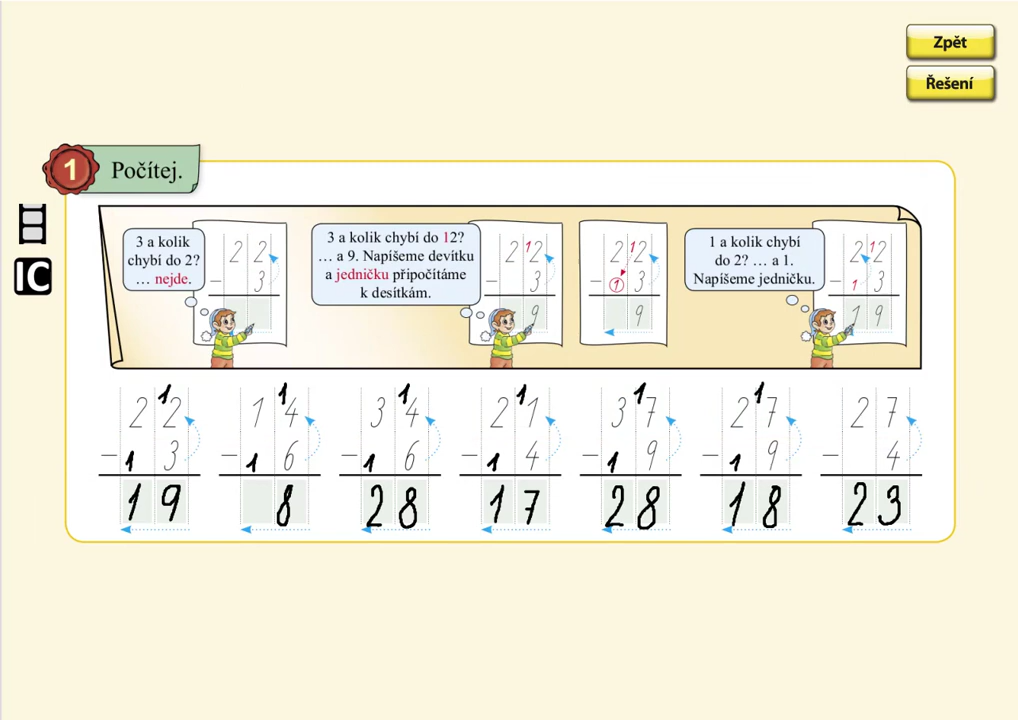 Zpět
Řešení
1 Počítej.
IC
3 a kolik
chybí do 2?
... nejde.
2 2
- 3
3 a kolik chybí do 12?
... a 9. Napíšeme devítku
a jedničku připočítáme
k desítkám.
2 12
- 3
9
2 12
- 1 3
9
1 a kolik chybí
do 2? ... a 1.
Napíšeme jedničku.
2 12
- 1 3
1 9
2 12 1 14 3 14 2 11 3 17 2 17 2 7
- 1 3 - 1 6 - 1 6 - 1 4 - 1 9 - 1 9 - 4
1 9 8 2 8 1 7 2 8 1 8 2 3